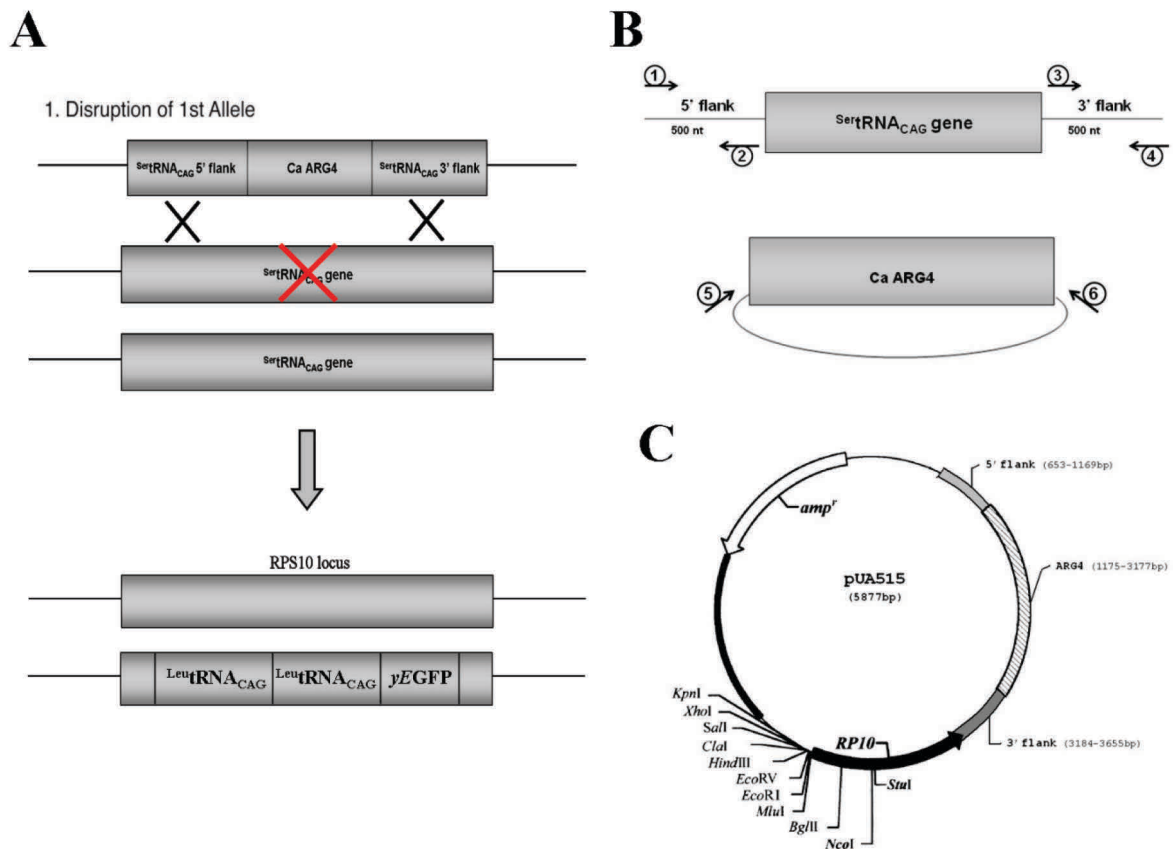 A
1. Disruption of 1st Allele
SertRNACAG 5' flank
Ca ARG4
SertRNACAG 3' flank
SertRNACAG gene
SertRNACAG gene
RPS10 locus
LeutRNACAG
LeutRNACAG
yEGFP
B
1
3
5' flank
SertRNACAG gene
3' flank
500 nt
500 nt
2
4
5
Ca ARG4
6
C
5' flank (653-1169bp)
ampr
pUA515
(5877bp)
ARG4 (1175-3177bp)
KpnI
XhoI
SalI
ClaI
HindIII
EcoRV
EcoRI
MluI
BglII
NcoI
RP10
StuI
3' flank (3184-3655bp)